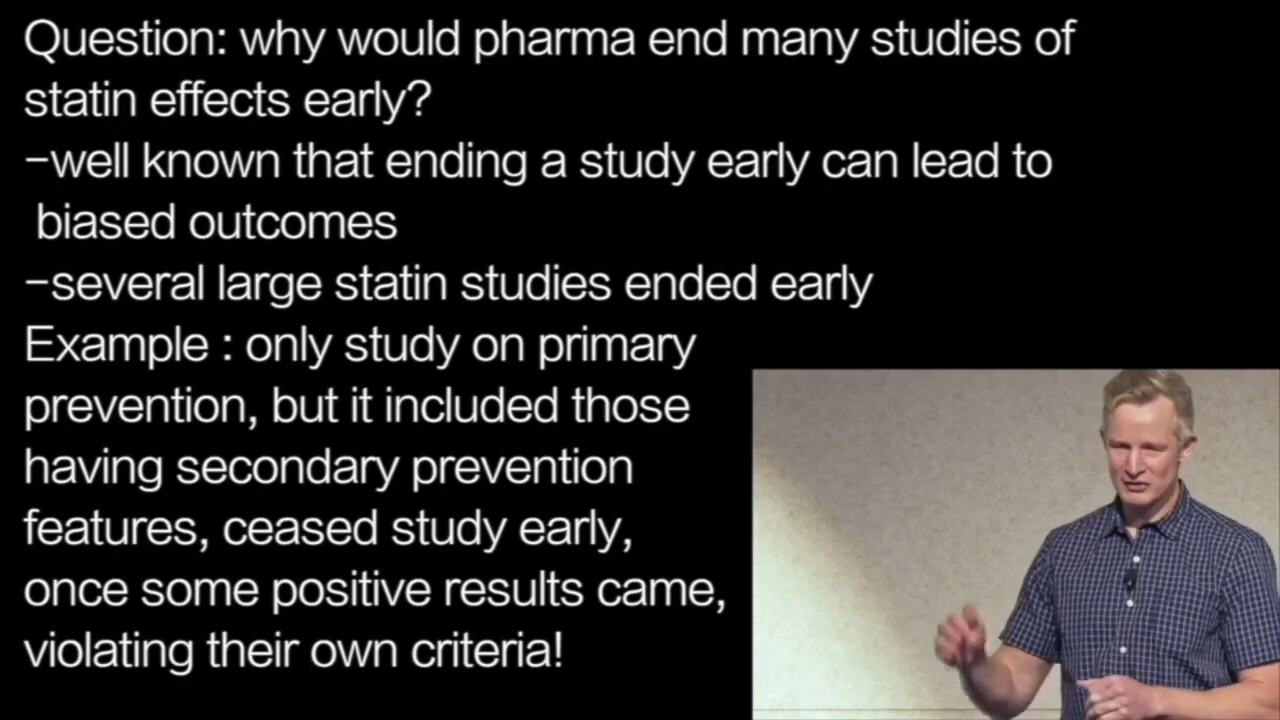 Question: why would pharma end many studies of
statin effects early?
–well known that ending a study early can lead to
biased outcomes
–several large statin studies ended early
Example : only study on primary
prevention, but it included those
having secondary prevention
features, ceased study early,
once some positive results came,
violating their own criteria!